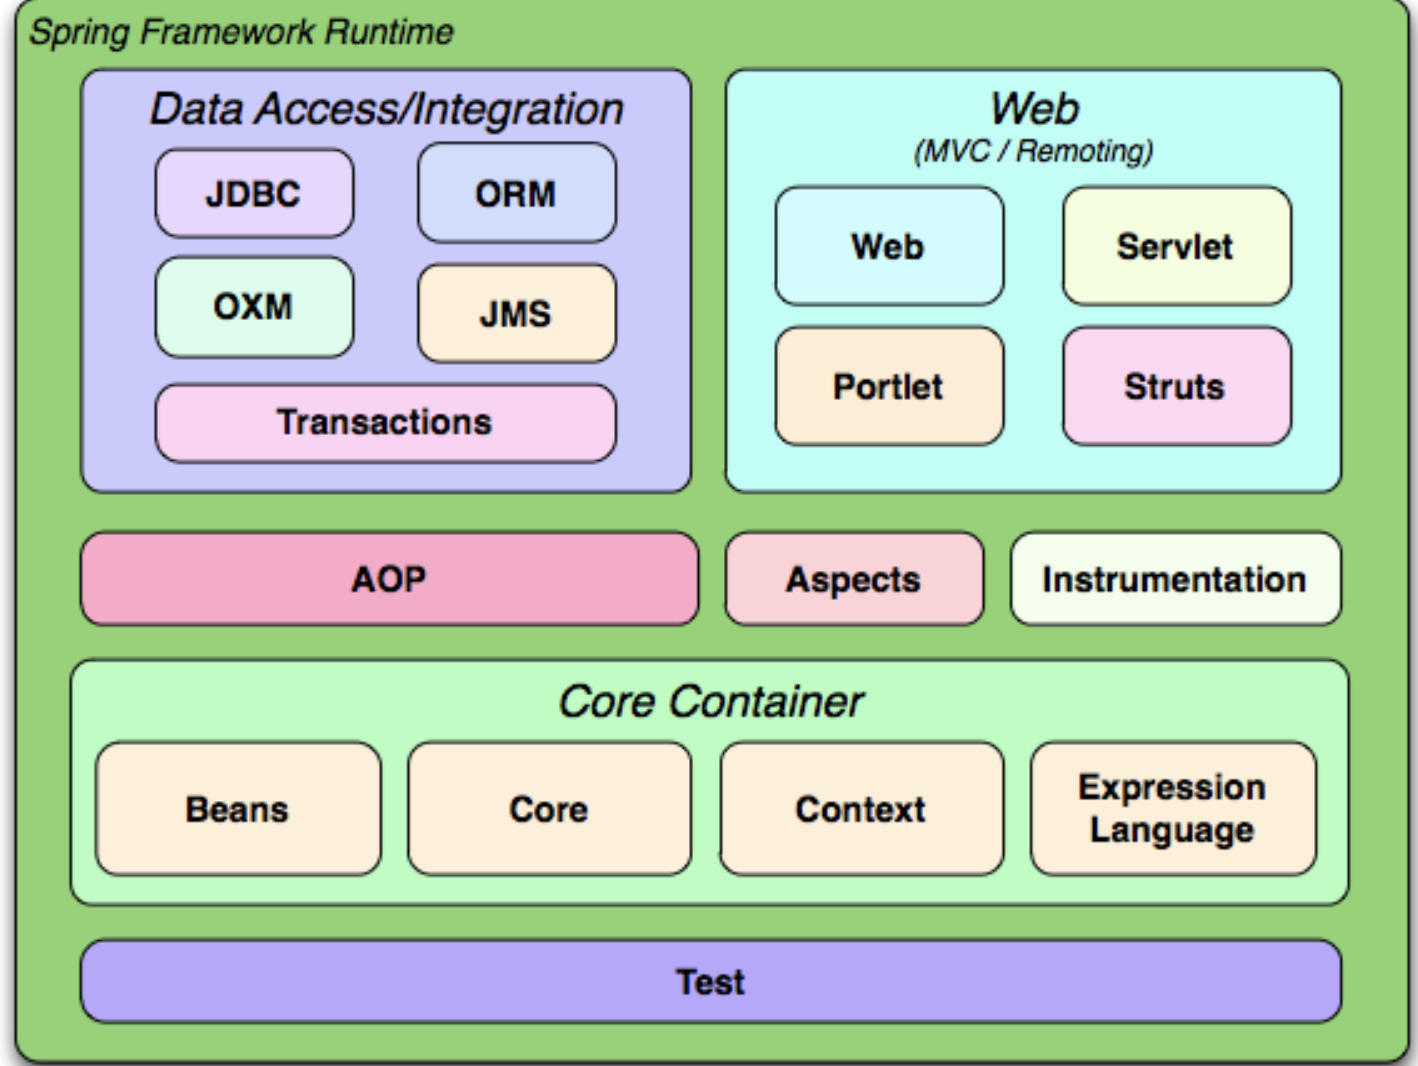 Spring Framework Runtime
Data Access/Integration
JDBC
ORM
OXM
JMS
Transactions
Web
(MVC / Remoting)
Web
Servlet
Portlet
Struts
AOP
Aspects
Instrumentation
Core Container
Beans
Core
Context
Expression
Language
Test